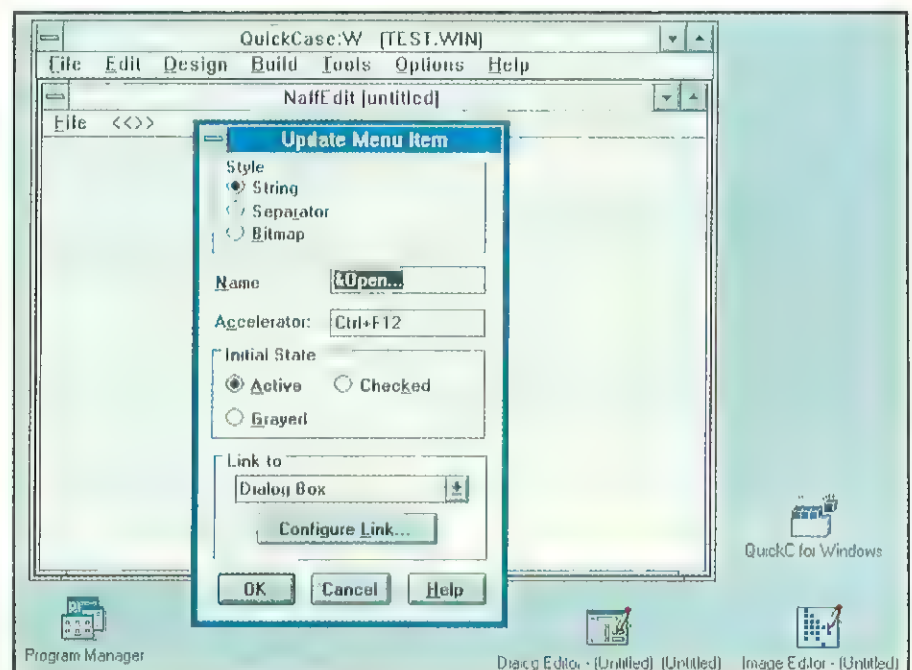 QuickCase:W (TEST.WIN)
File Edit Design Build Tools Options Help
NaffEdit [untitled]
File <<>>
Update Menu Item
Style
String
Separator
Bitmap
Name &Open...
Accelerator: Ctrl+F12
Initial State
Active Checked
Grayed
Link to
Dialog Box
Configure Link...
OK Cancel Help
QuickC for Windows
Program Manager
Dialog Editor - (Untitled) (Untitled)
Image Editor - (Untitled)